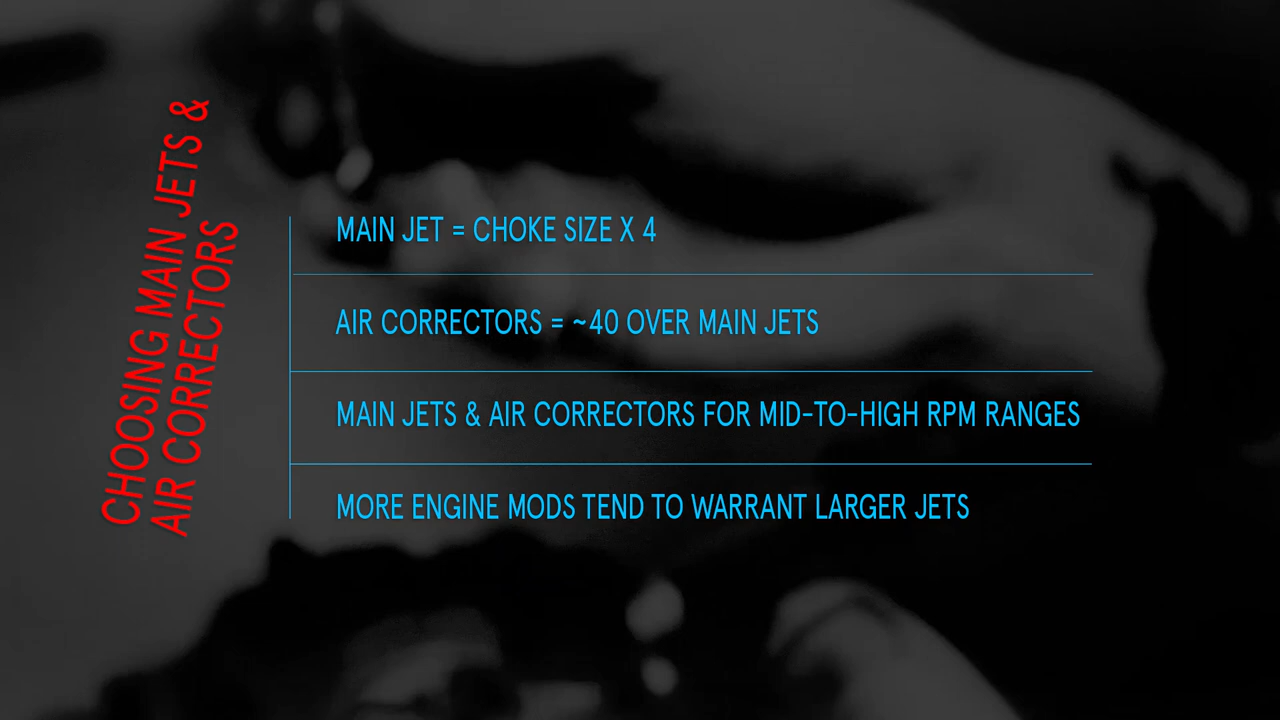 CHOOSING MAIN JETS &
AIR CORRECTORS
MAIN JET = CHOKE SIZE X 4
AIR CORRECTORS = ~40 OVER MAIN JETS
MAIN JETS & AIR CORRECTORS FOR MID-TO-HIGH RPM RANGES
MORE ENGINE MODS TEND TO WARRANT LARGER JETS